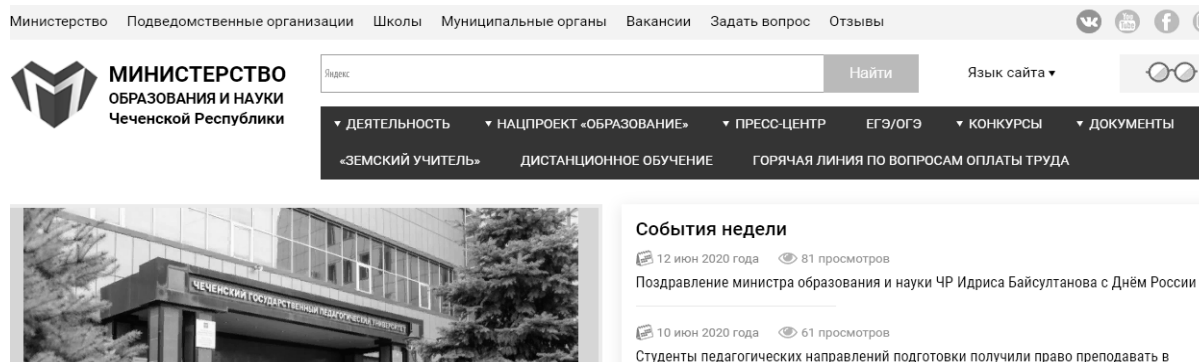 Министерство Подведомственные организации Школы Муниципальные органы Вакансии Задать вопрос Отзывы
МИНИСТЕРСТВО
ОБРАЗОВАНИЯ И НАУКИ
Чеченской Республики
Яндекс
Найти
Язык сайта
ДЕЯТЕЛЬНОСТЬ НАЦПРОЕКТ «ОБРАЗОВАНИЕ» ПРЕСС-ЦЕНТР ЕГЭ/ОГЭ КОНКУРСЫ ДОКУМЕНТЫ
«ЗЕМСКИЙ УЧИТЕЛЬ» ДИСТАНЦИОННОЕ ОБУЧЕНИЕ ГОРЯЧАЯ ЛИНИЯ ПО ВОПРОСАМ ОПЛАТЫ ТРУДА
ЧЕЧЕНСКИЙ ГОСУДАРСТВЕННЫЙ ПЕДАГОГИЧЕСКИЙ УНИВЕРСИТЕТ
События недели
12 июн 2020 года 81 просмотров
Поздравление министра образования и науки ЧР Идриса Байсултанова с Днём России
10 июн 2020 года 61 просмотров
Студенты педагогических направлений подготовки получили право преподавать в